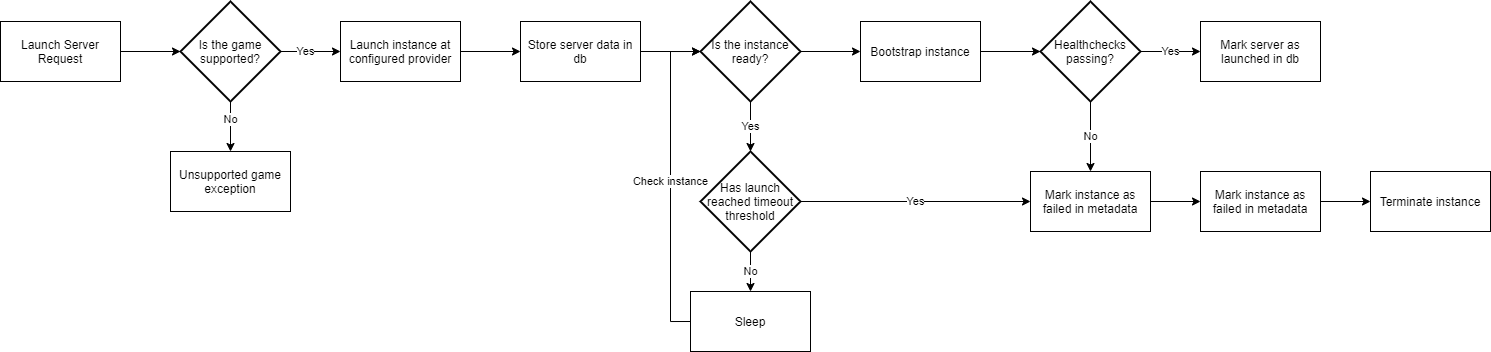 Launch Server
Request
Is the game
supported?
Yes
Launch instance at
configured provider
Store server data in
db
Is the instance
ready?
Bootstrap instance
Healthchecks
passing?
Yes
Mark server as
launched in db
No
Yes
No
Unsupported game
exception
Check instance
Has launch
reached timeout
threshold
Yes
Mark instance as
failed in metadata
Mark instance as
failed in metadata
Terminate instance
No
Sleep